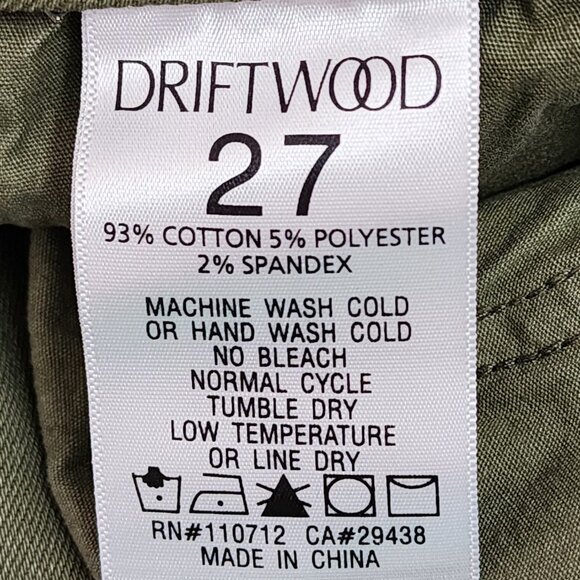 DRIFTWOOD
27
93% COTTON 5% POLYESTER
2% SPANDEX
MACHINE WASH COLD
OR HAND WASH COLD
NO BLEACH
NORMAL CYCLE
TUMBLE DRY
LOW TEMPERATURE
OR LINE DRY
RN#110712 CA#29438
MADE IN CHINA